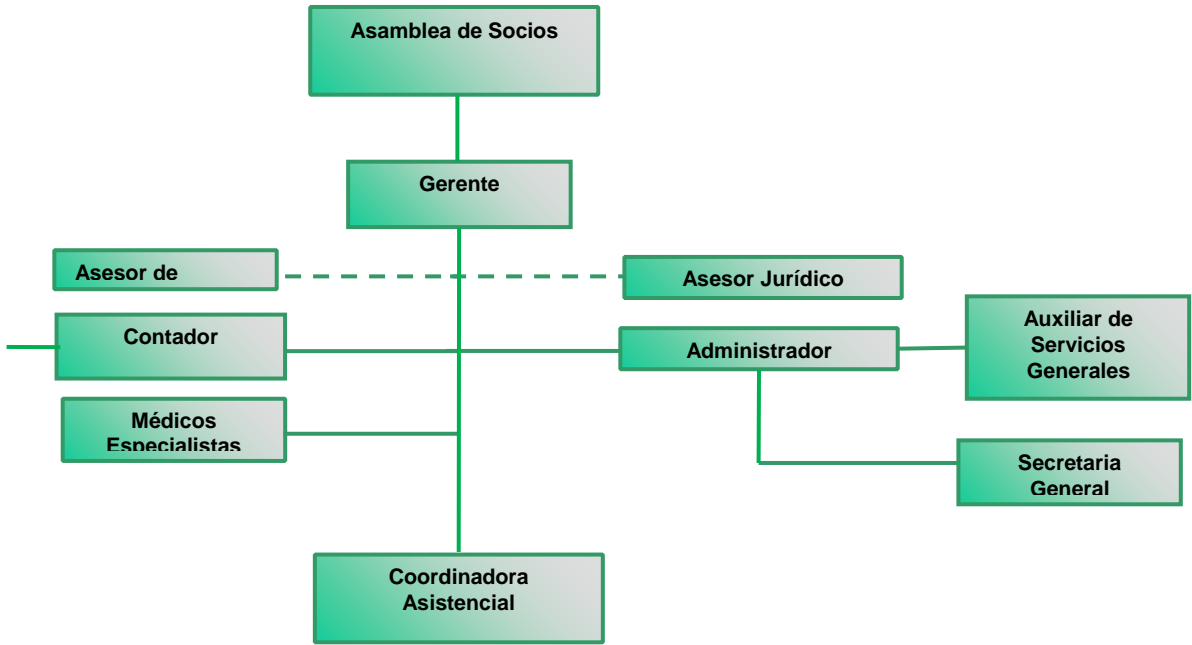 Asamblea de Socios
Gerente
Asesor de
Asesor Jurídico
Contador
Administrador
Auxiliar de
Servicios
Generales
Médicos
Especialistas
Secretaria
General
Coordinadora
Asistencial